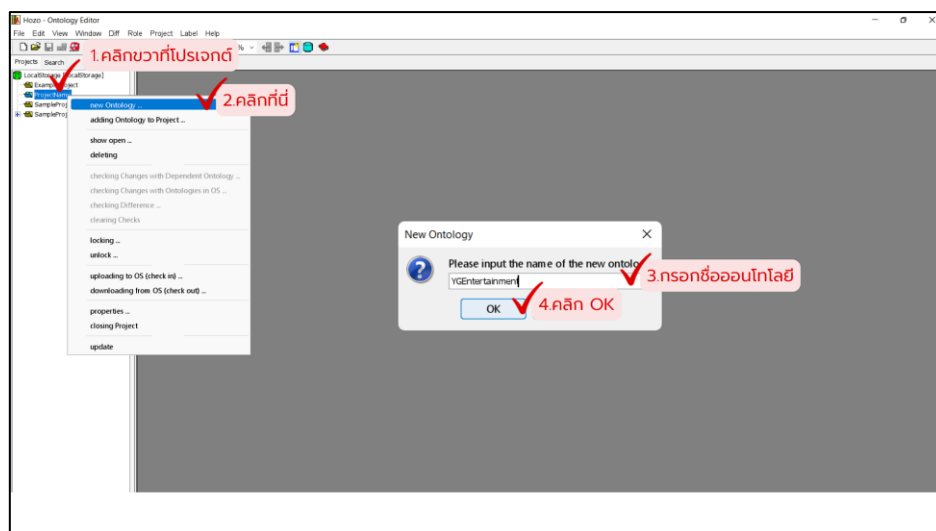 Hozo - Ontology Editor
File Edit View Window Diff Role Project Label Help
%
Projects Search
1.คลิกขวาที่โปรเจกต์
LocalStorage [LocalStorage]
ProjectName
SampleProj
SampleProj
2.คลิกที่นี่
new Ontology ...
adding Ontology to Project ...
show open ...
deleting
checking Changes with Dependent Ontology ...
checking Changes with Ontologies in OS ...
checking Difference ...
clearing Checks
locking ...
unlock ...
uploading to OS (check in) ...
downloading from OS (check out) ...
properties ...
closing Project
update
New Ontology
Please input the name of the new ontolo
YGEntertainment
3.กรอกชื่อออนโทโลยี
OK
4.คลิก OK